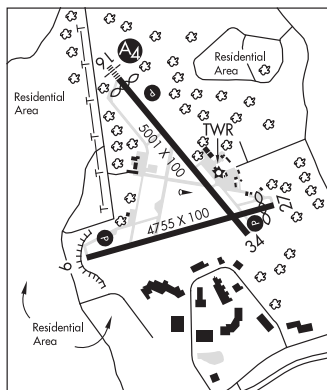 A4
16
Residential
Area
P
Residential
Area
5001 X 100
TWR
27
P
4755 X 100
P
34
9
Residential
Area